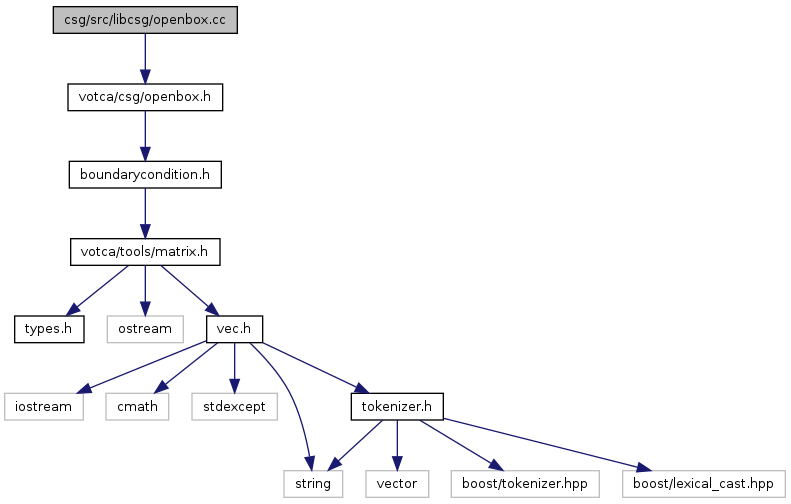 csg/src/libcsg/openbox.cc
votca/csg/openbox.h
boundarycondition.h
votca/tools/matrix.h
types.h
ostream
vec.h
iostream
cmath
stdexcept
tokenizer.h
string
vector
boost/tokenizer.hpp
boost/lexical_cast.hpp